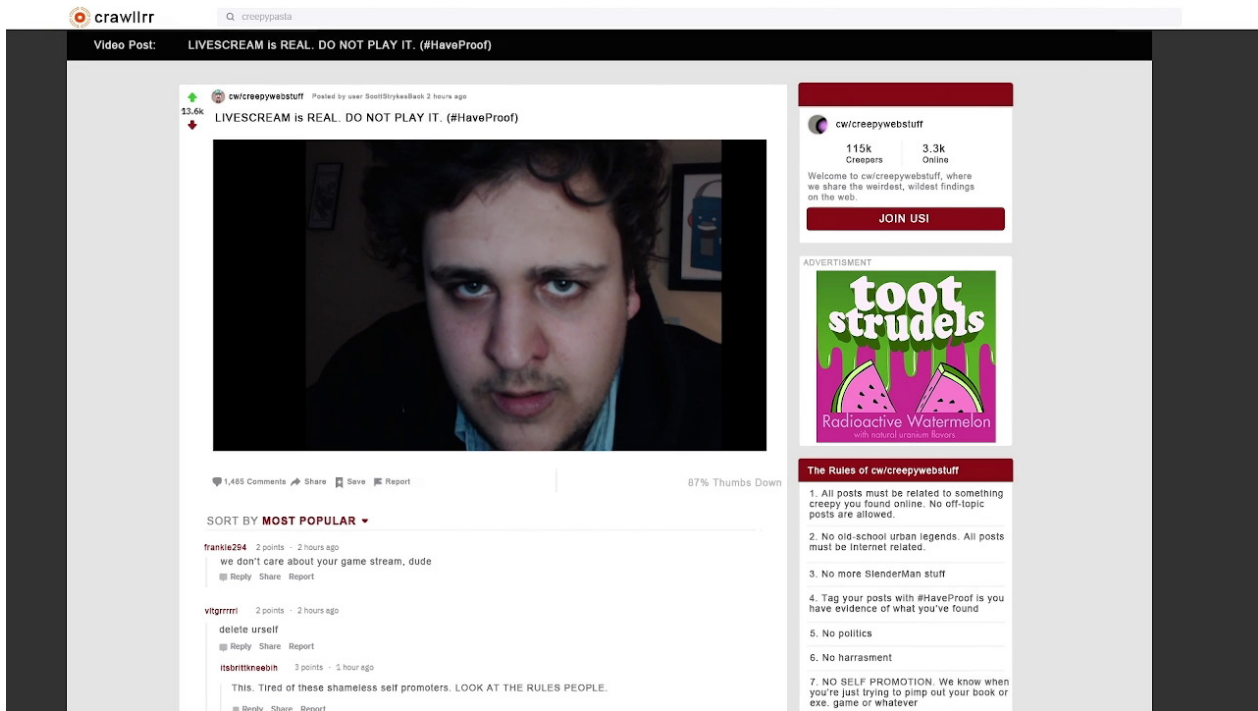 crawllrr
creepypasta
Video Post: LIVESCREAM is REAL. DO NOT PLAY IT. (#HaveProof)
13.6k
cw/creepywebstuff Posted by user ScottStrykesBack 2 hours ago
LIVESCREAM is REAL. DO NOT PLAY IT. (#HaveProof)
1,485 Comments Share Save Report
87% Thumbs Down
SORT BY MOST POPULAR
frankie294 2 points · 2 hours ago
we don't care about your game stream, dude
Reply Share Report
vltgrrrrl 2 points · 2 hours ago
delete urself
Reply Share Report
itsbrittkneebih 3 points · 1 hour ago
This. Tired of these shameless self promoters. LOOK AT THE RULES PEOPLE.
Reply Share Report
cw/creepywebstuff
115k 3.3k
Creepers Online
Welcome to cw/creepywebstuff, where
we share the weirdest, wildest findings
on the web.
JOIN US!
ADVERTISMENT
toot
strudels
Radioactive Watermelon
with natural uranium flavors
The Rules of cw/creepywebstuff
1. All posts must be related to something
creepy you found online. No off-topic
posts are allowed.
2. No old-school urban legends. All posts
must be Internet related.
3. No more SlenderMan stuff
4. Tag your posts with #HaveProof is you
have evidence of what you've found
5. No politics
6. No harrasment
7. NO SELF PROMOTION. We know when
you're just trying to pimp out your book or
exe. game or whatever